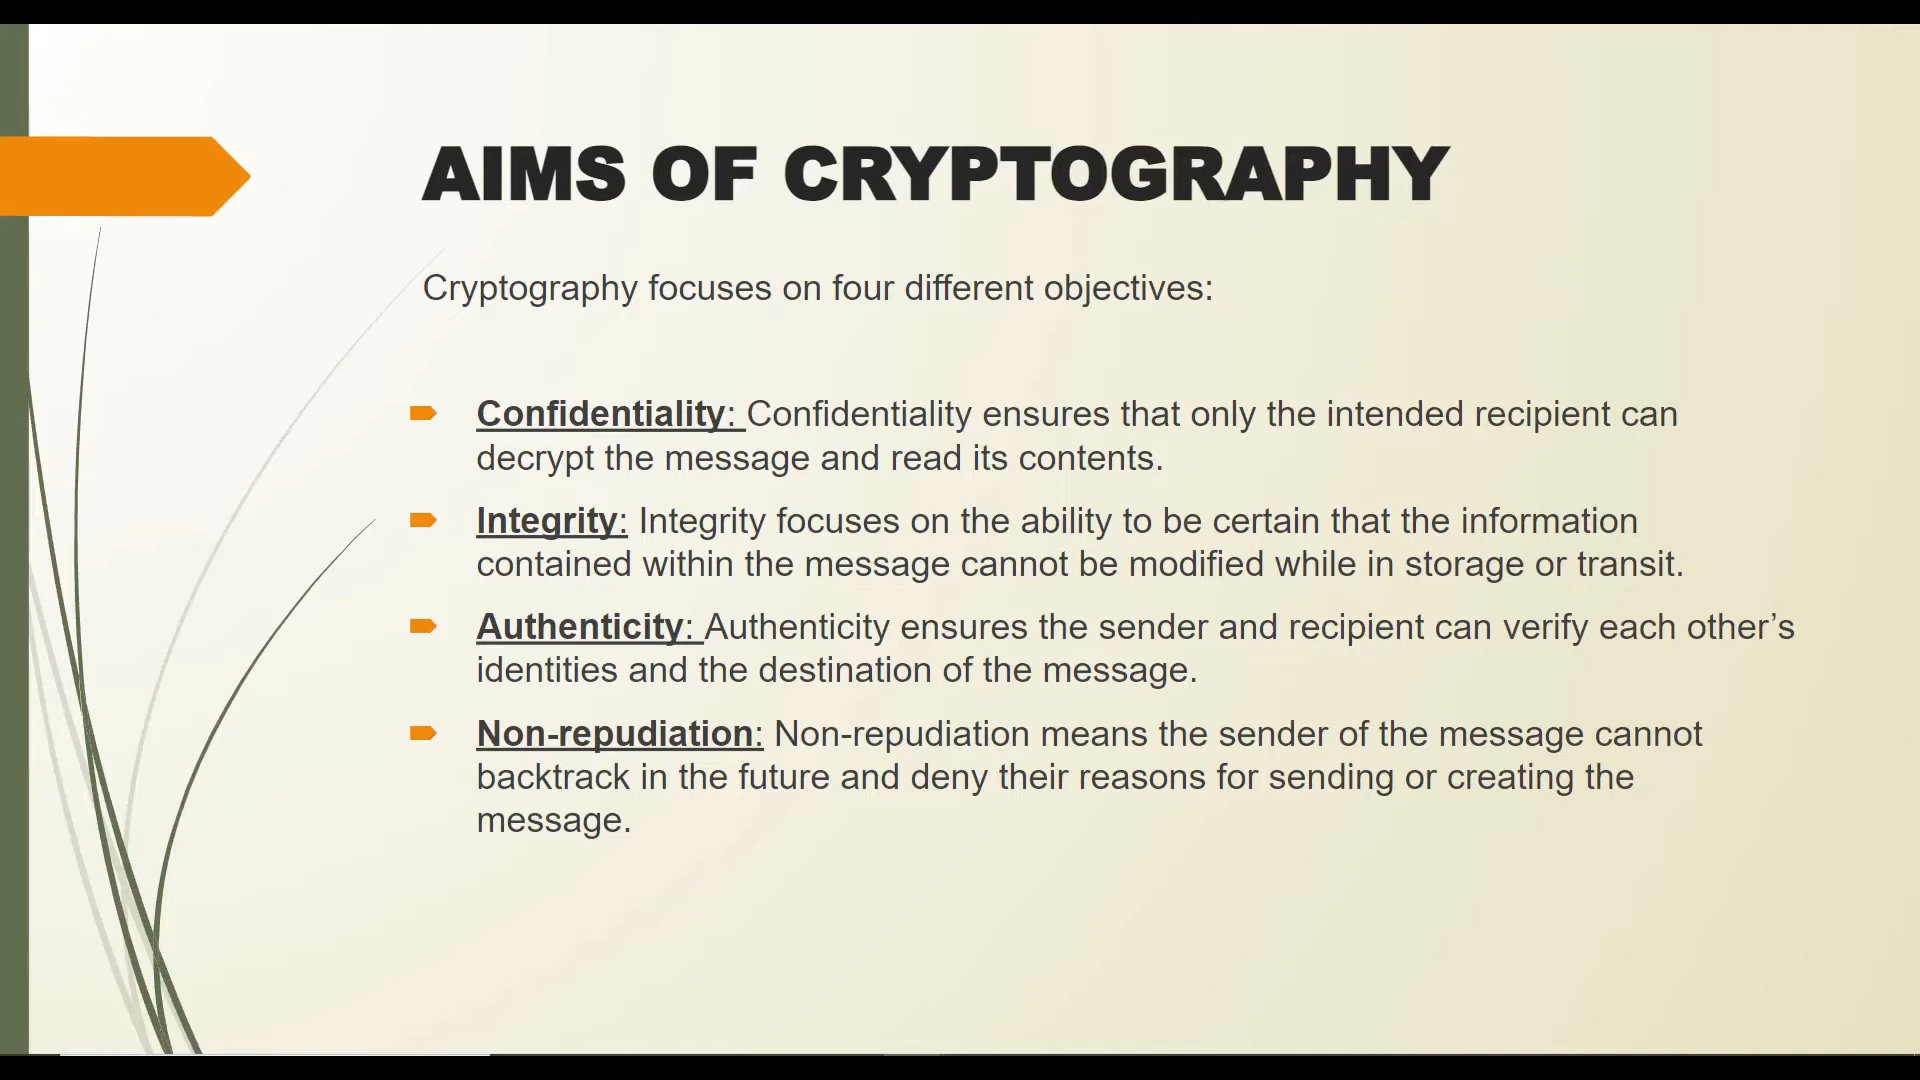 AIMS OF CRYPTOGRAPHY
Cryptography focuses on four different objectives:
Confidentiality: Confidentiality ensures that only the intended recipient can
decrypt the message and read its contents.
Integrity: Integrity focuses on the ability to be certain that the information
contained within the message cannot be modified while in storage or transit.
Authenticity: Authenticity ensures the sender and recipient can verify each other’s
identities and the destination of the message.
Non-repudiation: Non-repudiation means the sender of the message cannot
backtrack in the future and deny their reasons for sending or creating the
message.